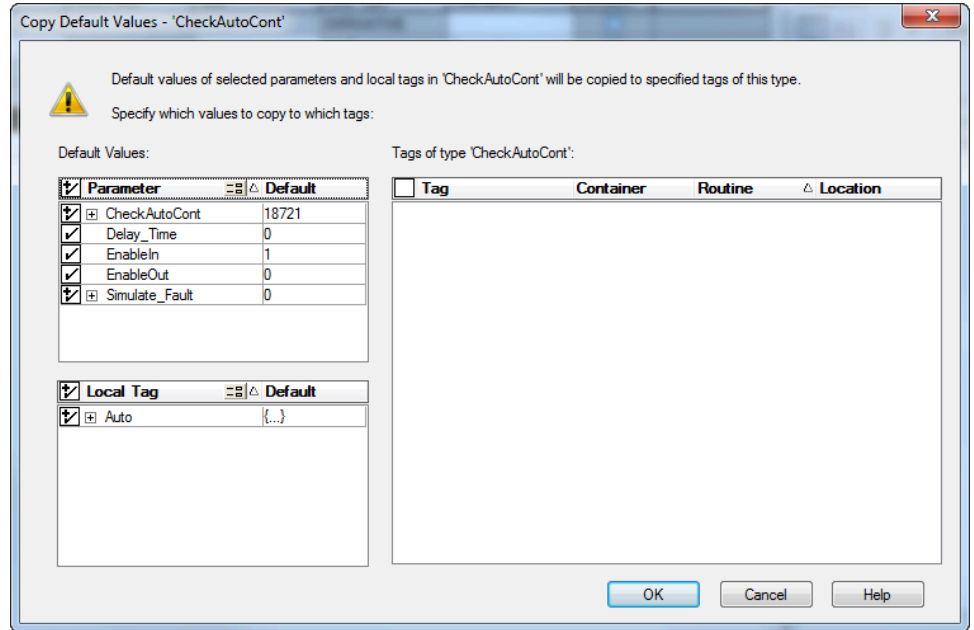 Copy Default Values - 'CheckAutoCont'
Default values of selected parameters and local tags in 'CheckAutoCont' will be copied to specified tags of this type.
Specify which values to copy to which tags:
Default Values:
Parameter Default
CheckAutoCont 18721
Delay_Time 0
EnableIn 1
EnableOut 0
Simulate_Fault 0
Local Tag Default
Auto {...}
Tags of type 'CheckAutoCont':
Tag Container Routine Location
OK Cancel Help